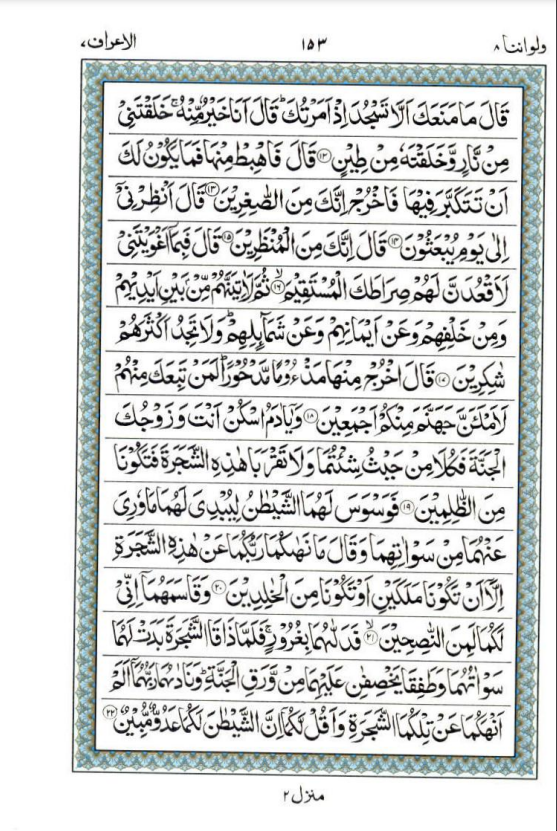 ولواننا ٨
١٥٣
الاعراف ٧
قَالَ مَا مَنَعَكَ اَلَّا تَسْجُدَ اِذْ اَمَرْتُكَ ؕ قَالَ اَنَا خَيْرٌ مِّنْهُ ۚ خَلَقْتَنِيْ
مِنْ نَّارٍ وَّخَلَقْتَهٗ مِنْ طِيْنٍ ۝١٢ قَالَ فَاهْبِطْ مِنْهَا فَمَا يَكُوْنُ لَكَ
اَنْ تَتَكَبَّرَ فِيْهَا فَاخْرُجْ اِنَّكَ مِنَ الصّٰغِرِيْنَ ۝١٣ قَالَ اَنْظِرْنِيْۤ
اِلٰى يَوْمِ يُبْعَثُوْنَ ۝١٤ قَالَ اِنَّكَ مِنَ الْمُنْظَرِيْنَ ۝١٥ قَالَ فَبِمَاۤ اَغْوَيْتَنِيْ
لَاَقْعُدَنَّ لَهُمْ صِرَاطَكَ الْمُسْتَقِيْمَ ۝١٦ۙ ثُمَّ لَاٰتِيَنَّهُمْ مِّنْۢ بَيْنِ اَيْدِيْهِمْ
وَمِنْ خَلْفِهِمْ وَعَنْ اَيْمَانِهِمْ وَعَنْ شَمَآئِلِهِمْ ؕ وَلَا تَجِدُ اَكْثَرَهُمْ
شٰكِرِيْنَ ۝١٧ قَالَ اخْرُجْ مِنْهَا مَذْءُوْمًا مَّدْحُوْرًا ؕ لَمَنْ تَبِعَكَ مِنْهُمْ
لَاَمْلَـَٔنَّ جَهَنَّمَ مِنْكُمْ اَجْمَعِيْنَ ۝١٨ وَيٰۤاٰدَمُ اسْكُنْ اَنْتَ وَزَوْجُكَ
الْجَنَّةَ فَكُلَا مِنْ حَيْثُ شِئْتُمَا وَلَا تَقْرَبَا هٰذِهِ الشَّجَرَةَ فَتَكُوْنَا
مِنَ الظّٰلِمِيْنَ ۝١٩ فَوَسْوَسَ لَهُمَا الشَّيْطٰنُ لِيُبْدِيَ لَهُمَا مَا وٗرِيَ
عَنْهُمَا مِنْ سَوْاٰتِهِمَا وَقَالَ مَا نَهٰىكُمَا رَبُّكُمَا عَنْ هٰذِهِ الشَّجَرَةِ
اِلَّاۤ اَنْ تَكُوْنَا مَلَكَيْنِ اَوْ تَكُوْنَا مِنَ الْخٰلِدِيْنَ ۝٢٠ وَقَاسَمَهُمَاۤ اِنِّيْ
لَكُمَا لَمِنَ النّٰصِحِيْنَ ۝٢١ۙ فَدَلّٰىهُمَا بِغُرُوْرٍ ۚ فَلَمَّا ذَاقَا الشَّجَرَةَ بَدَتْ لَهُمَا
سَوْاٰتُهُمَا وَطَفِقَا يَخْصِفٰنِ عَلَيْهِمَا مِنْ وَّرَقِ الْجَنَّةِ ؕ وَنَادٰىهُمَا رَبُّهُمَاۤ اَلَمْ
اَنْهَكُمَا عَنْ تِلْكُمَا الشَّجَرَةِ وَاَقُلْ لَّكُمَاۤ اِنَّ الشَّيْطٰنَ لَكُمَا عَدُوٌّ مُّبِيْنٌ ۝٢٢
منزل ٢